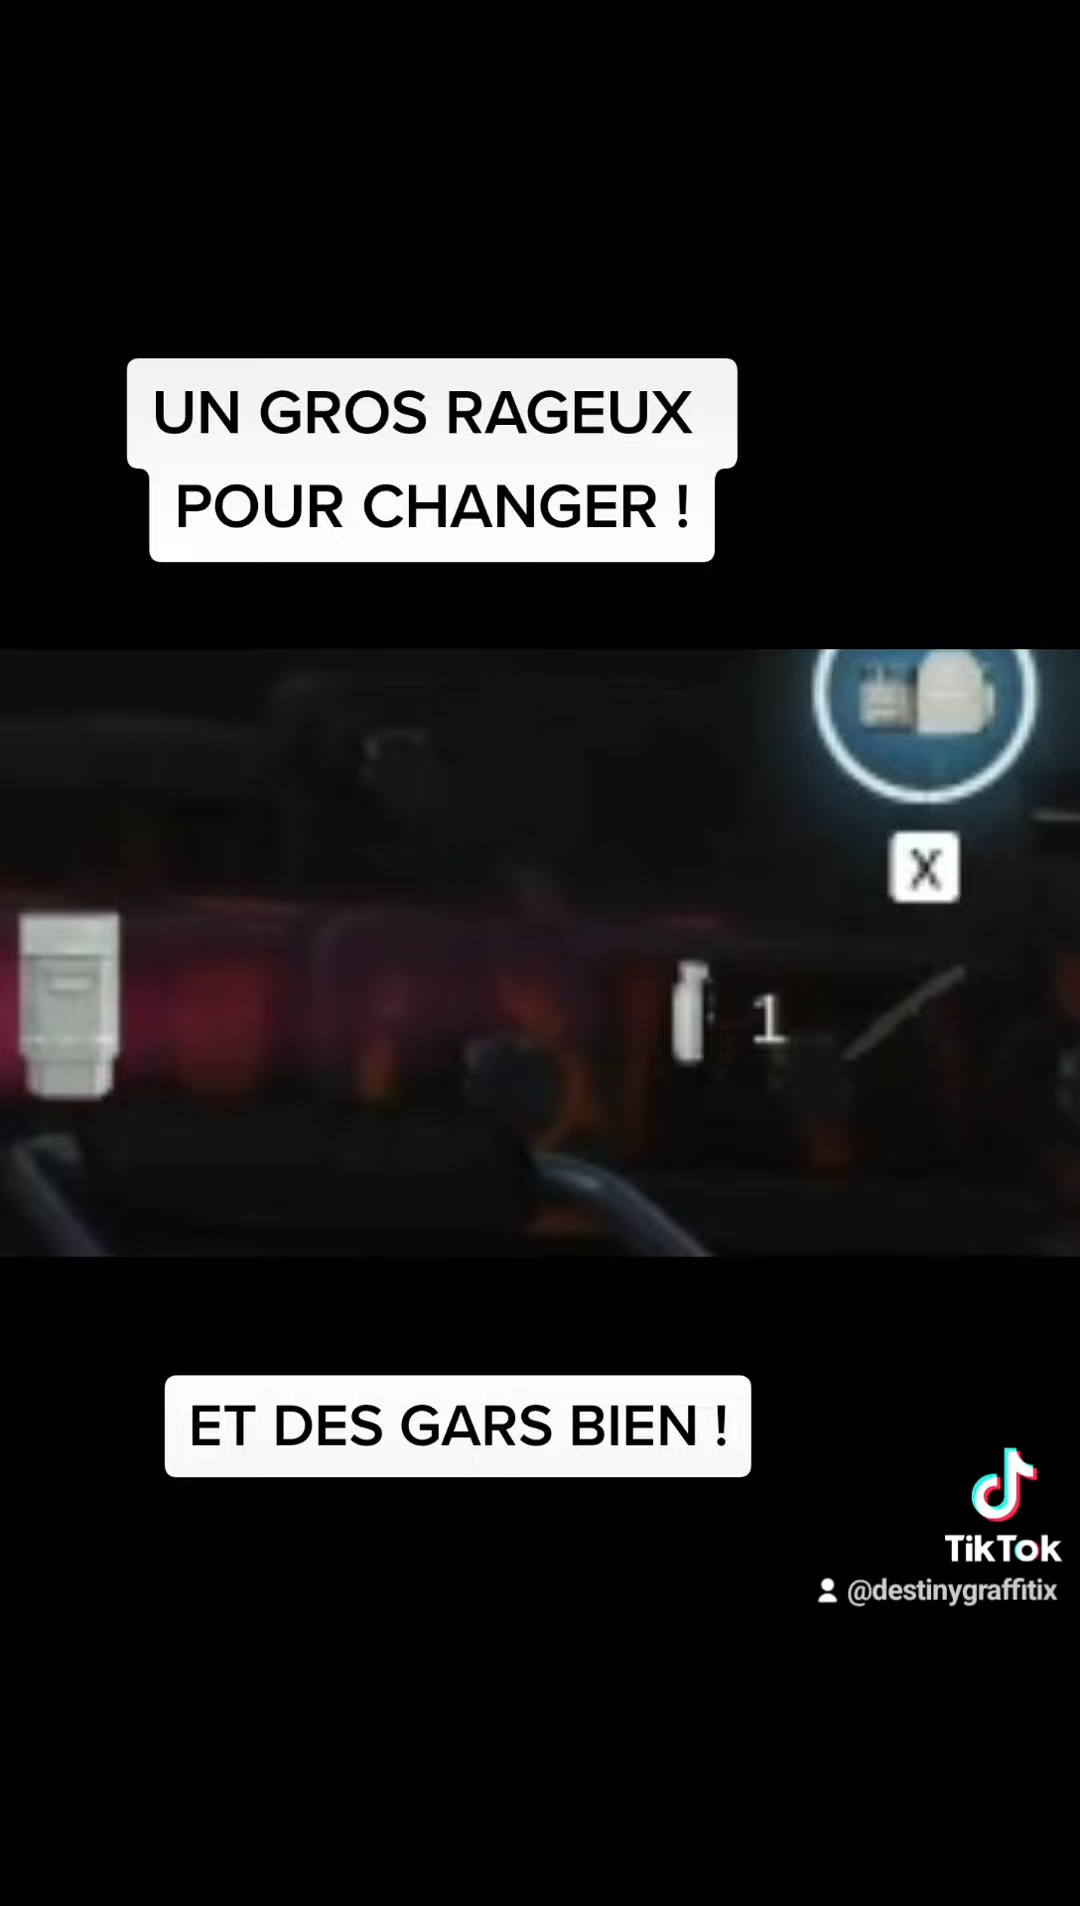 UN GROS RAGEUX
POUR CHANGER !
X
1
ET DES GARS BIEN !
TikTok
@destinygraffitix